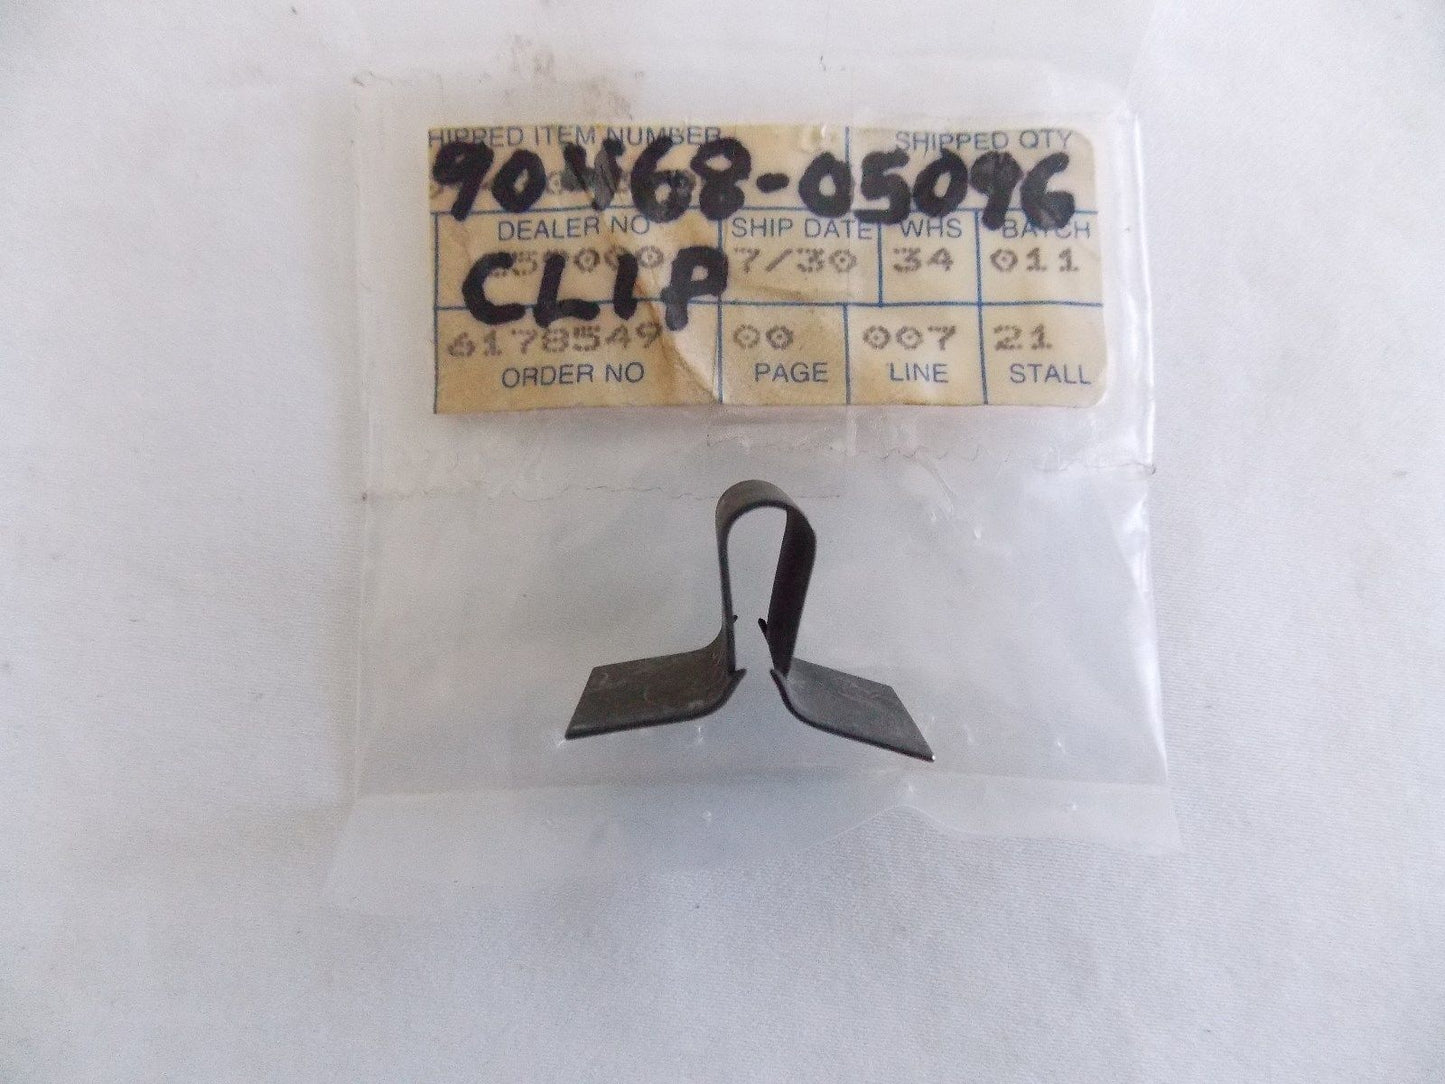 HIPPED ITEM NUMBER SHIPPED QTY
90468-05096
DEALER NO SHIP DATE WHS BATCH
7/30 34 011
CLIP
6178549 00 007 21
ORDER NO PAGE LINE STALL